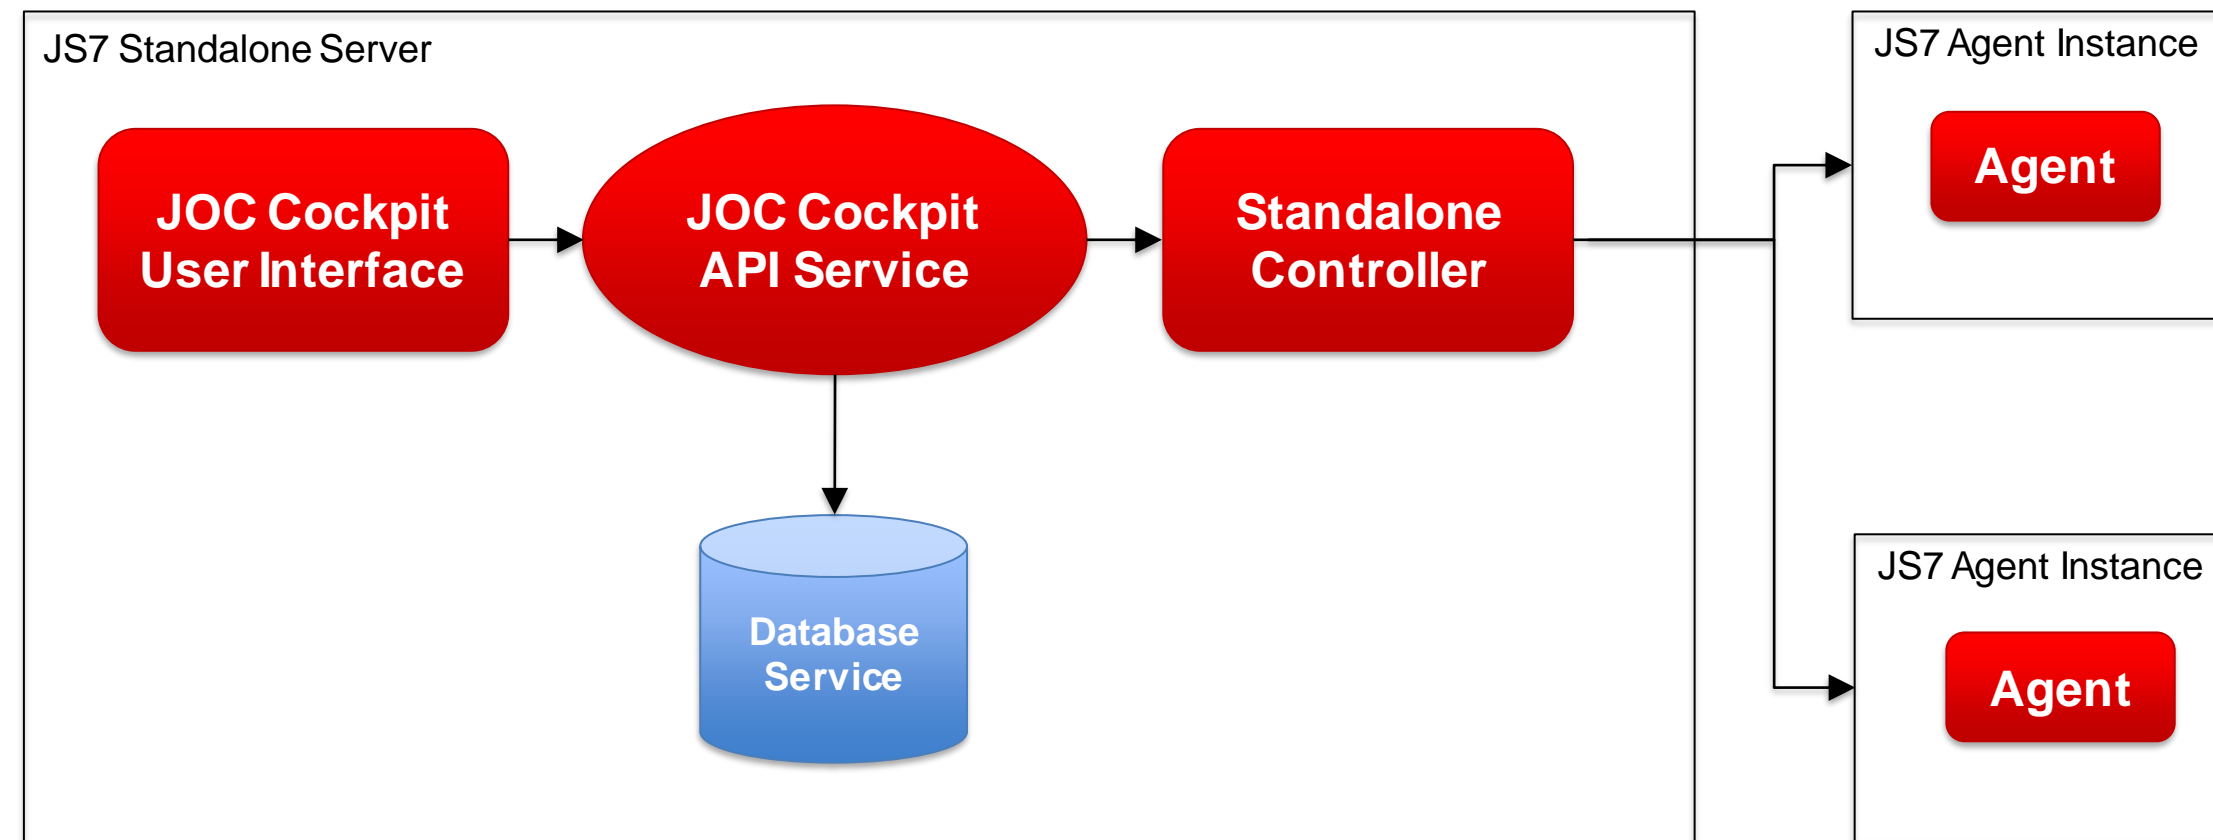 JS7 Standalone Server
JOC Cockpit
User Interface
JOC Cockpit
API Service
Standalone
Controller
Database
Service
JS7 Agent Instance
Agent
JS7 Agent Instance
Agent